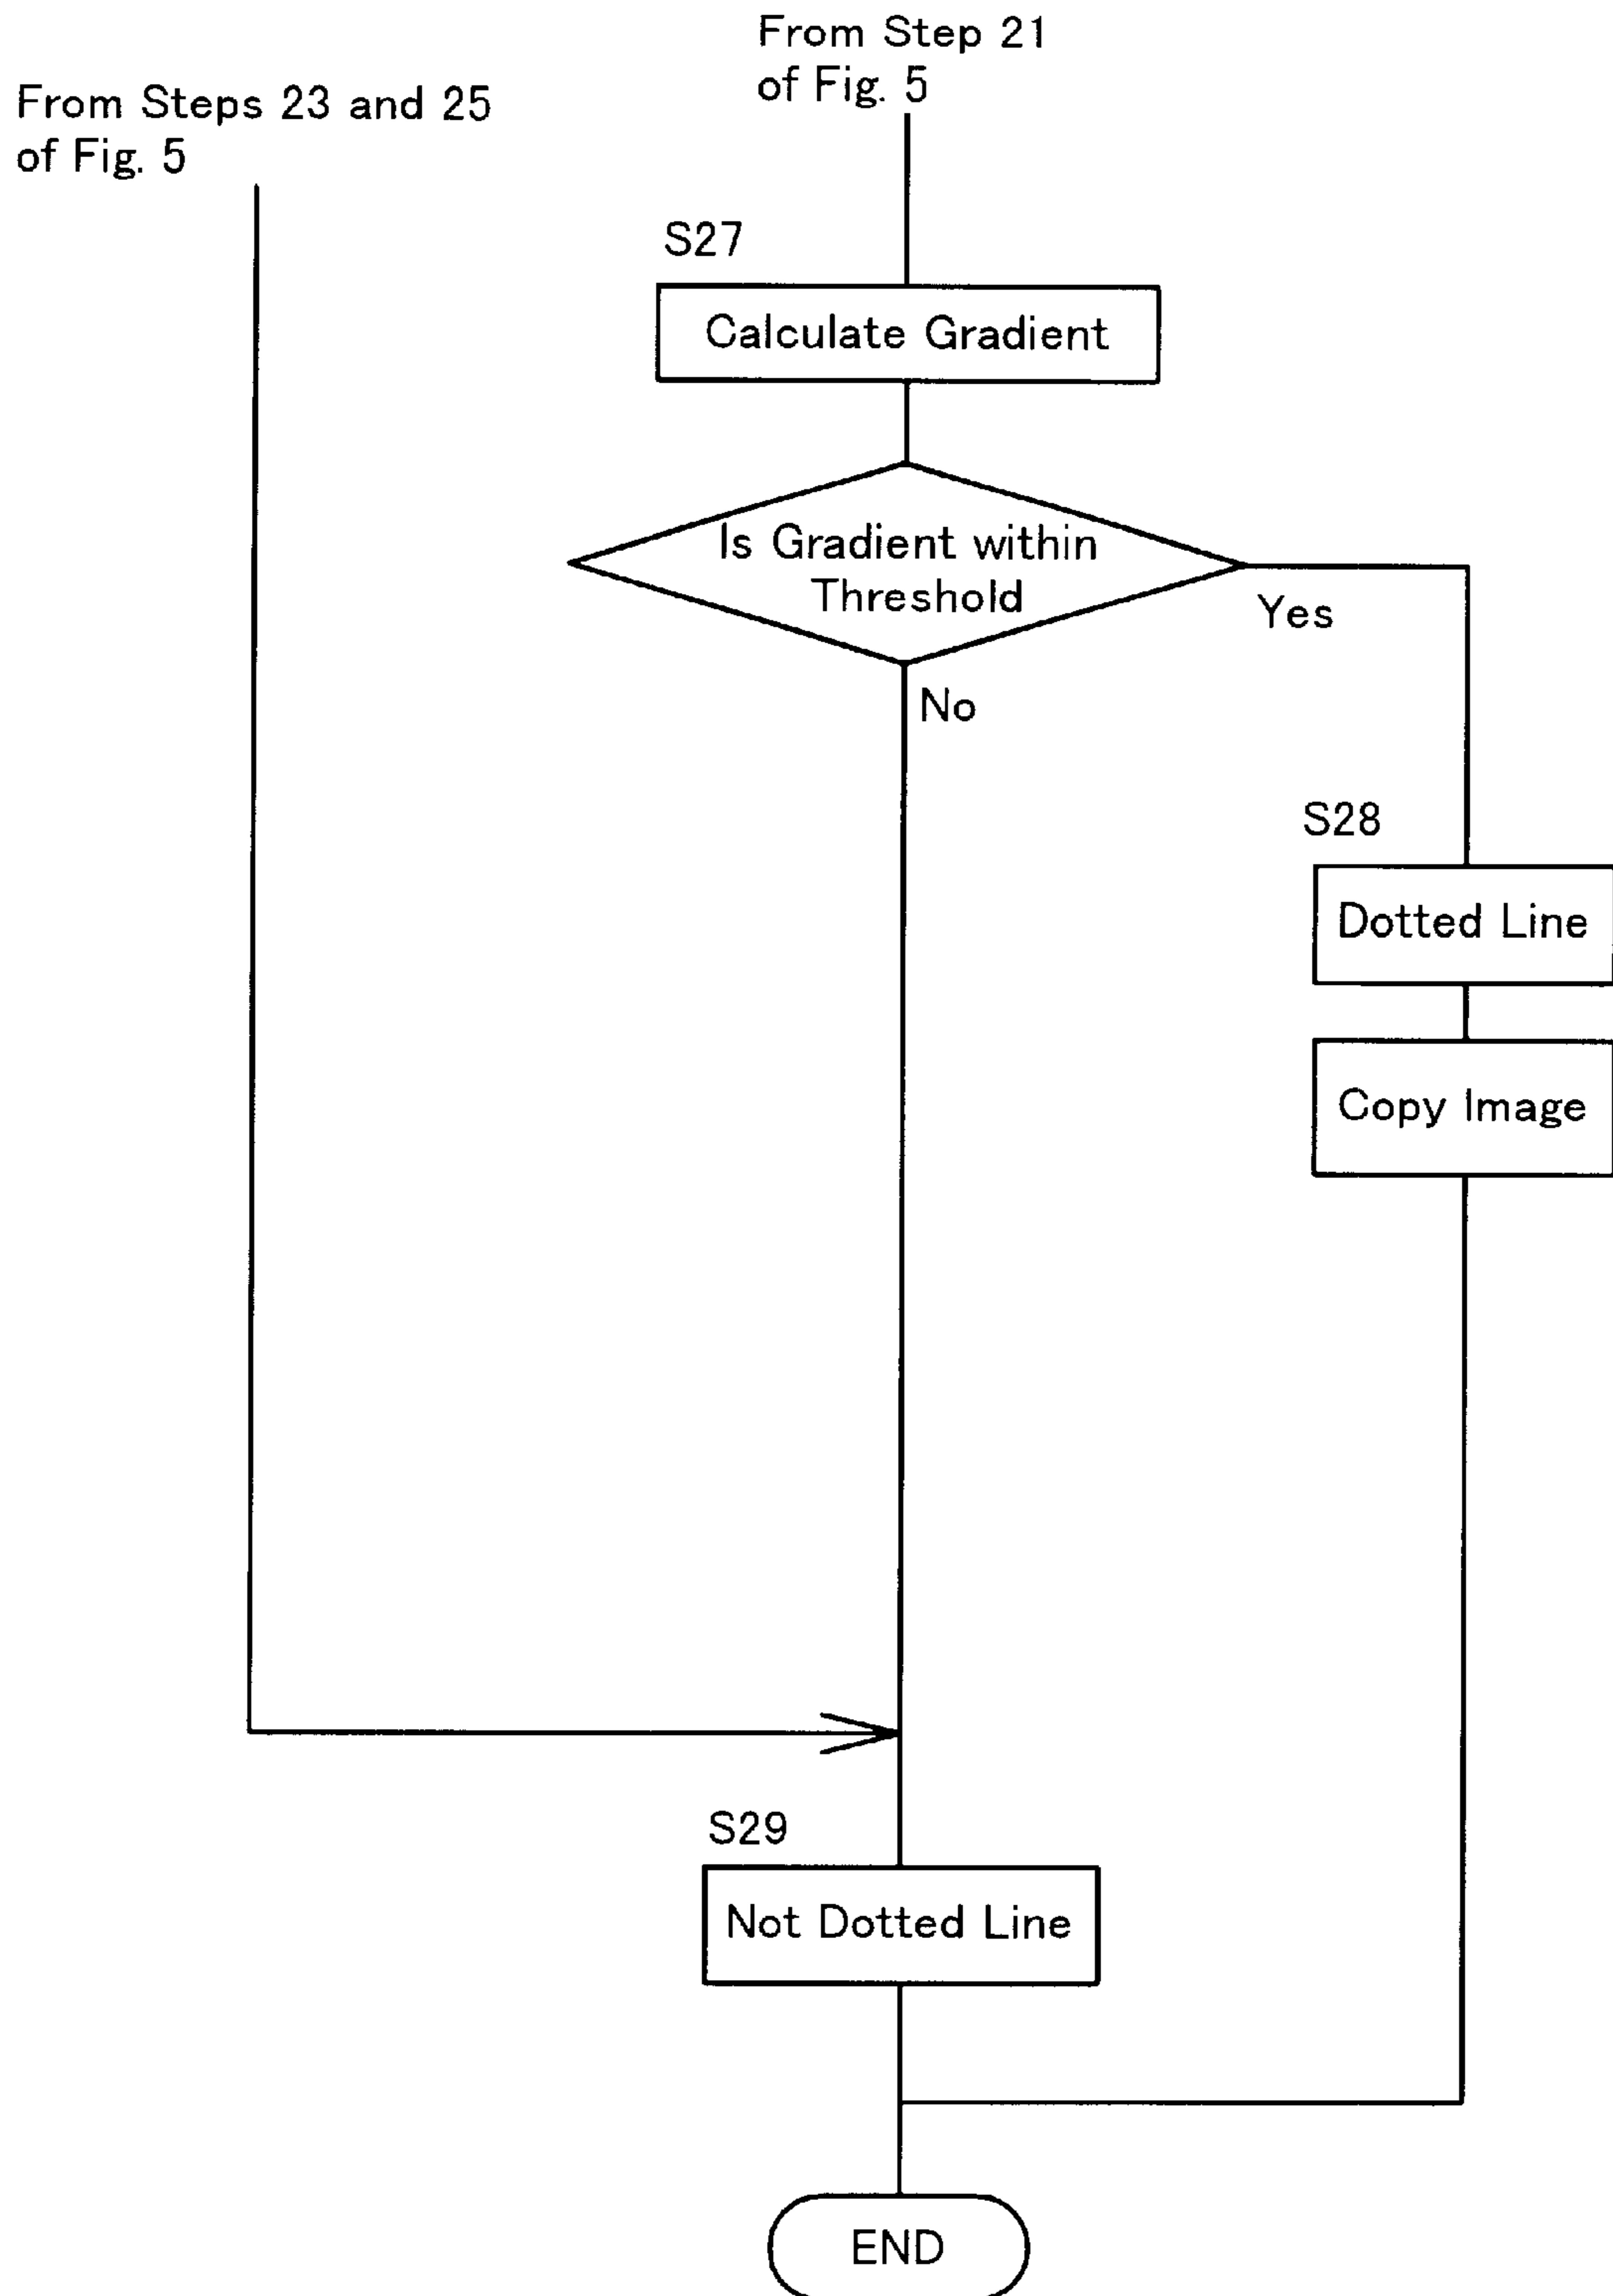 From Step 21
of Fig. 5
From Steps 23 and 25
of Fig. 5
S27
Calculate Gradient
Is Gradient within
Threshold
Yes
No
S28
Dotted Line
Copy Image
S29
Not Dotted Line
END